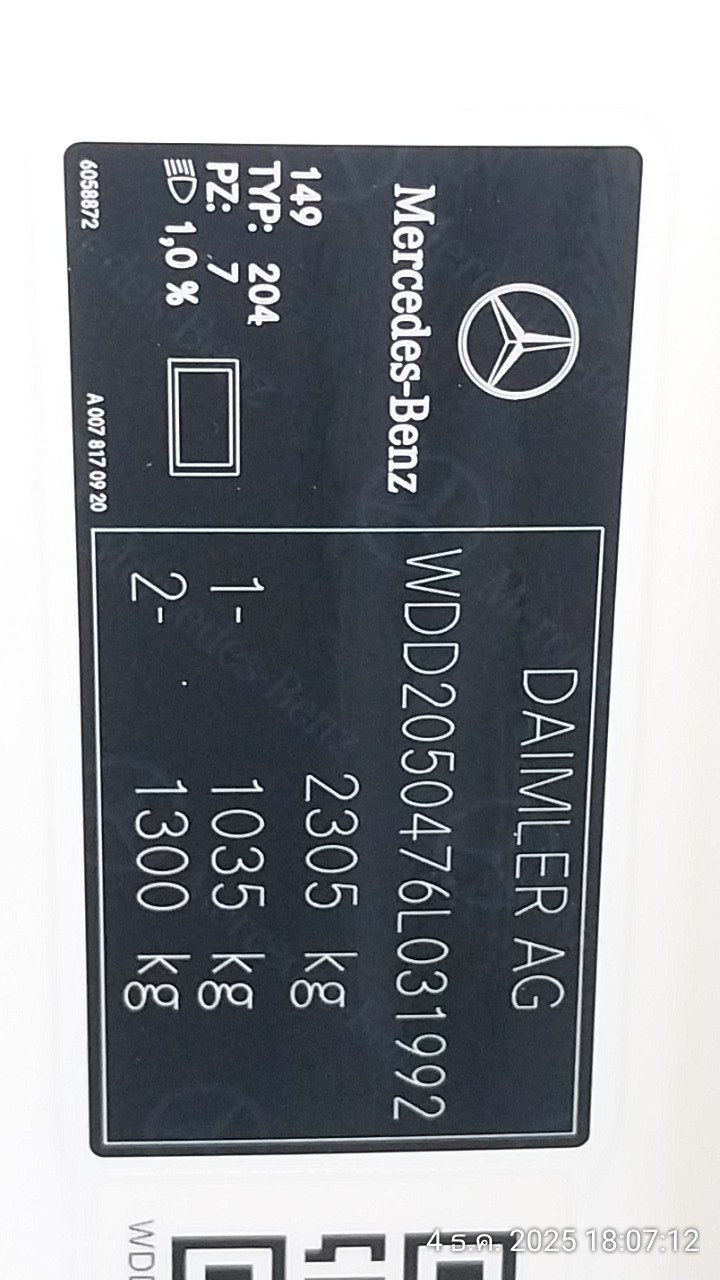 Mercedes-Benz
149
TYP: 204
PZ: 7
1,0 %
6058872
A 007 817 09 20
DAIMLER AG
WDD2050476L031992
2305 kg
1- 1035 kg
2- 1300 kg
WDD
4 ธ.ค. 2025 18:07:12